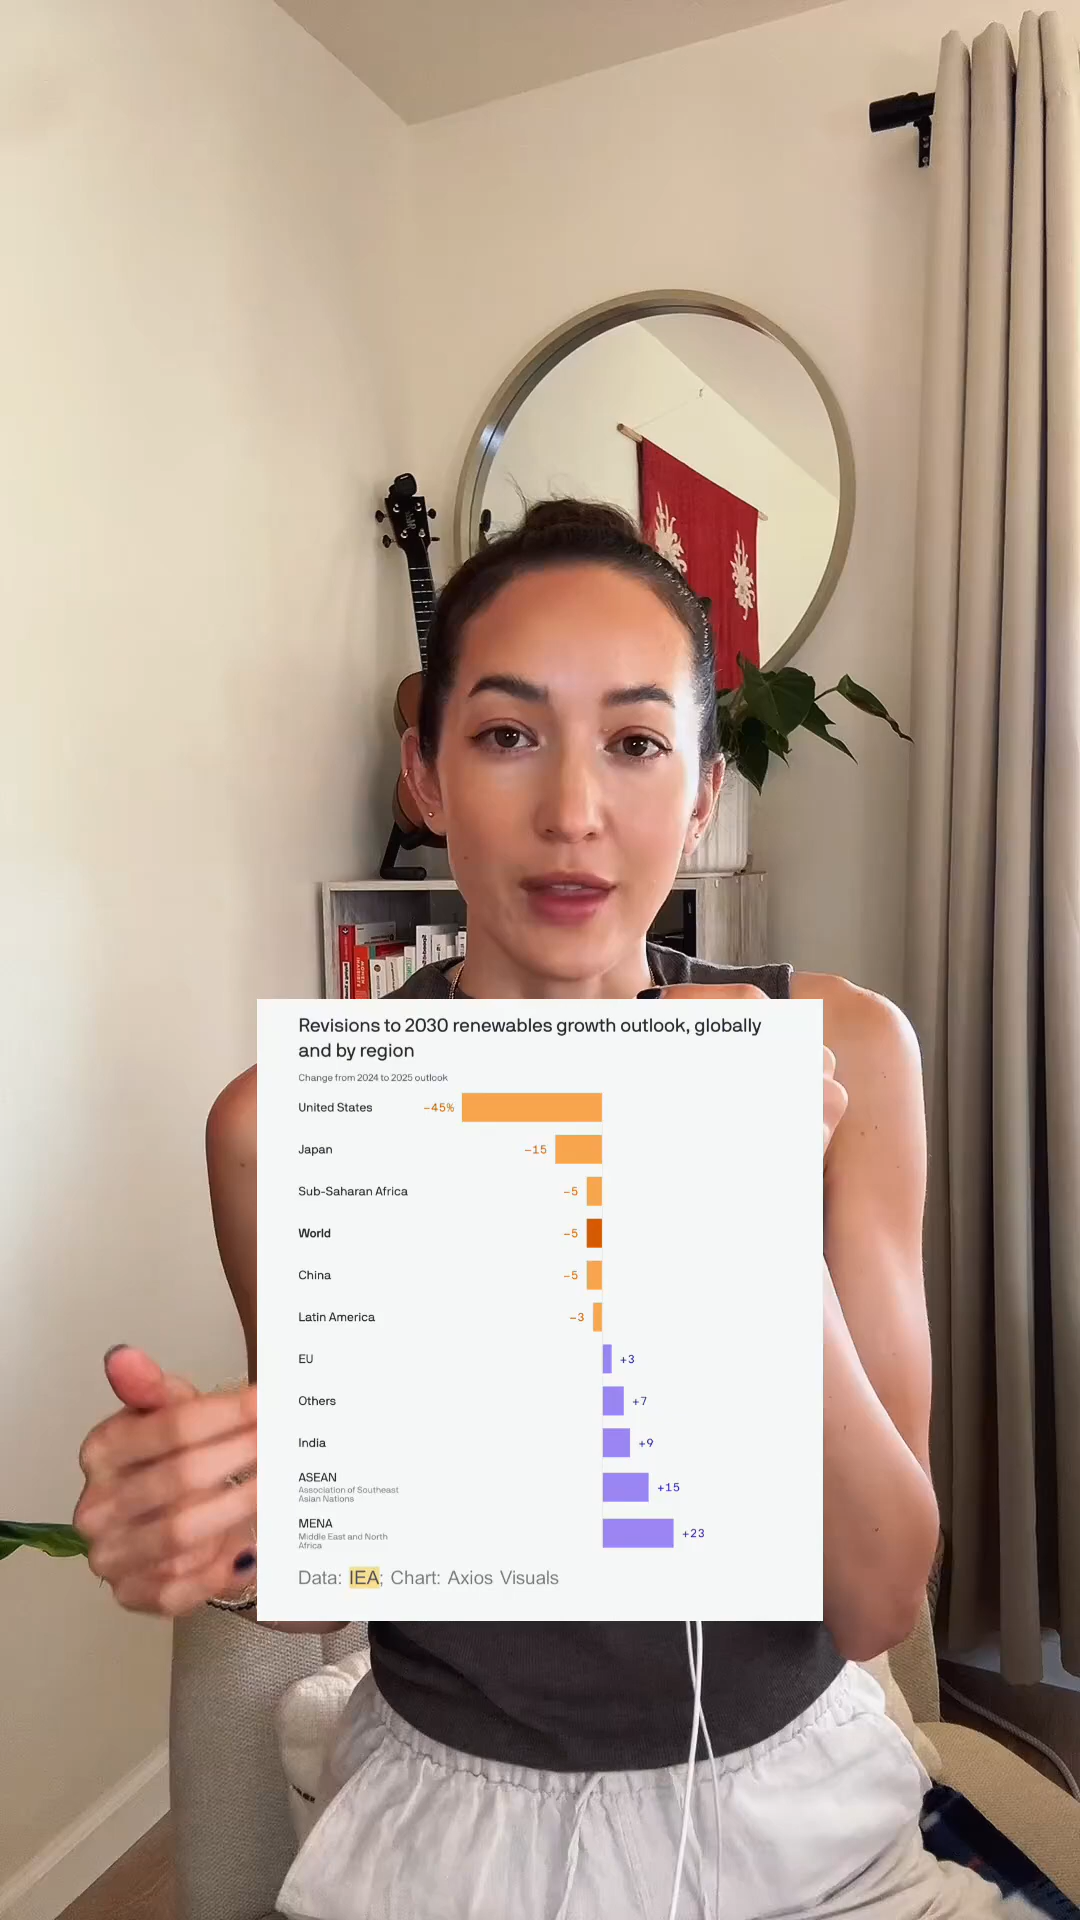 Revisions to 2030 renewables growth outlook, globally
and by region
Change from 2024 to 2025 outlook
United States −45%
Japan −15
Sub-Saharan Africa −5
World −5
China −5
Latin America −3
EU +3
Others +7
India +9
ASEAN +15
Association of Southeast
Asian Nations
MENA +23
Middle East and North
Africa
Data: IEA; Chart: Axios Visuals